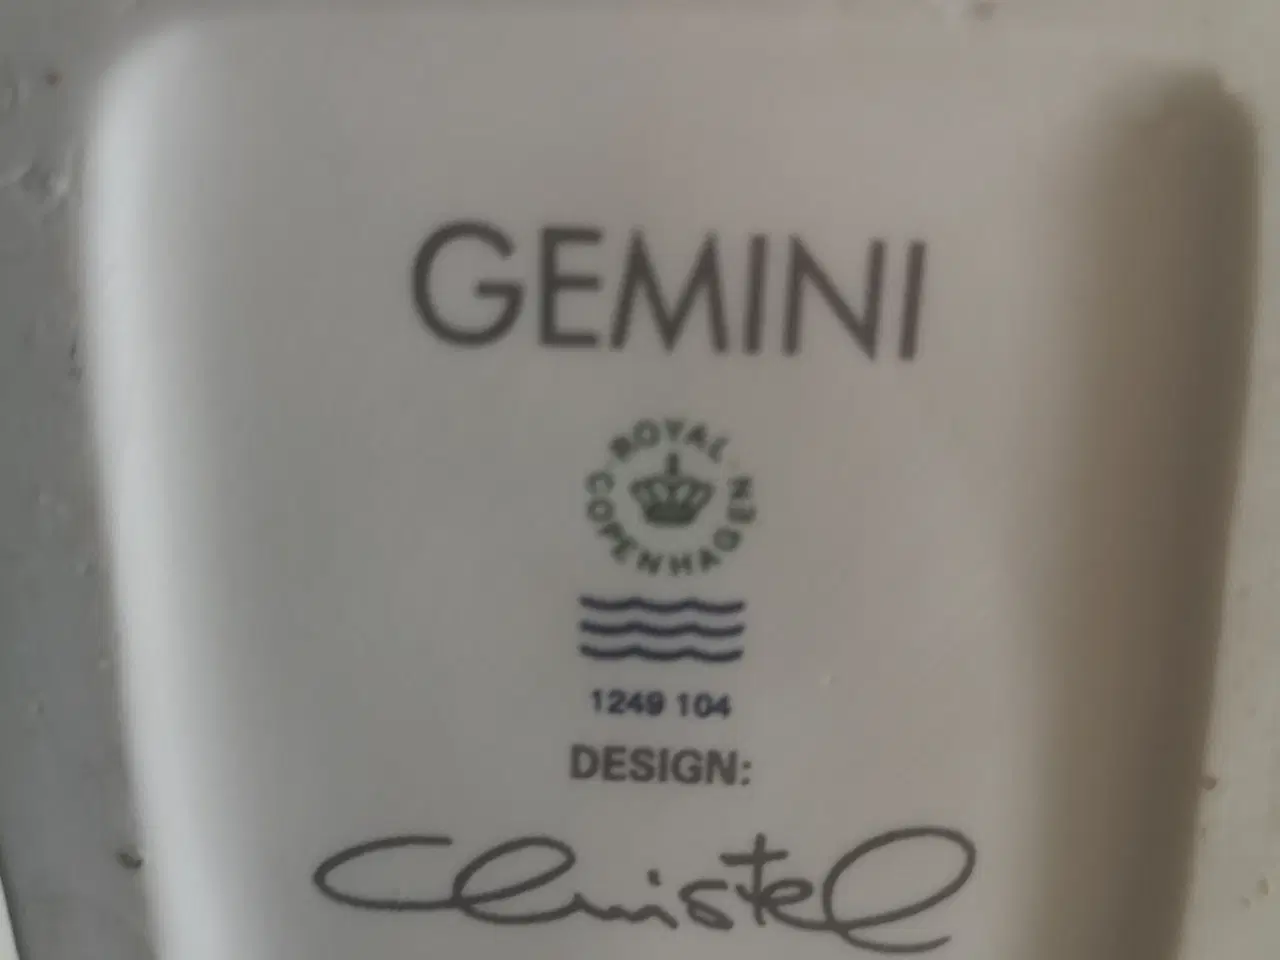 GEMINI
ROYAL
COPENHAGEN
1249 104
DESIGN:
Christel